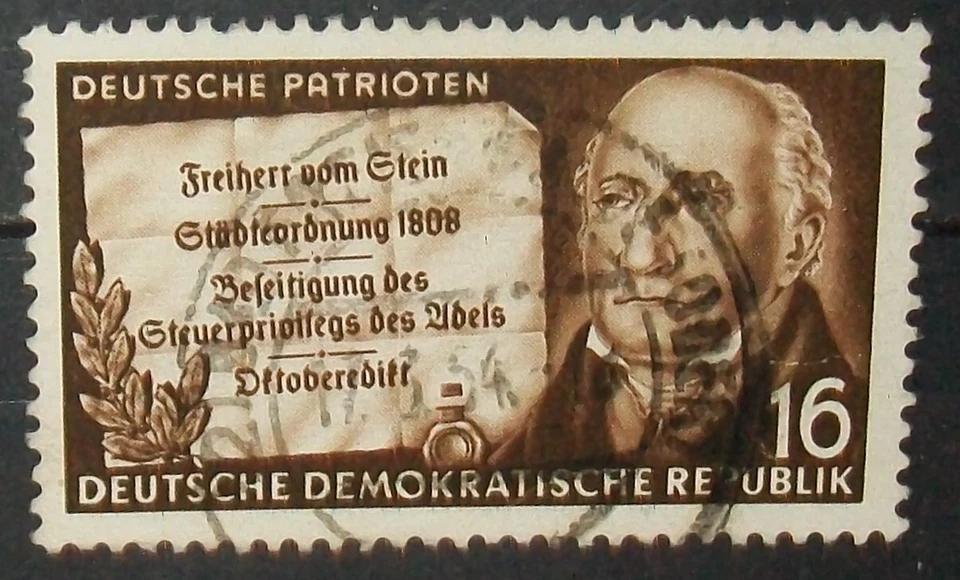 DEUTSCHE PATRIOTEN
Freiherr vom Stein
Städteordnung 1808
Beseitigung des
Steuerprivilegs des Adels
Oktoberedikt
16
DEUTSCHE DEMOKRATISCHE REPUBLIK